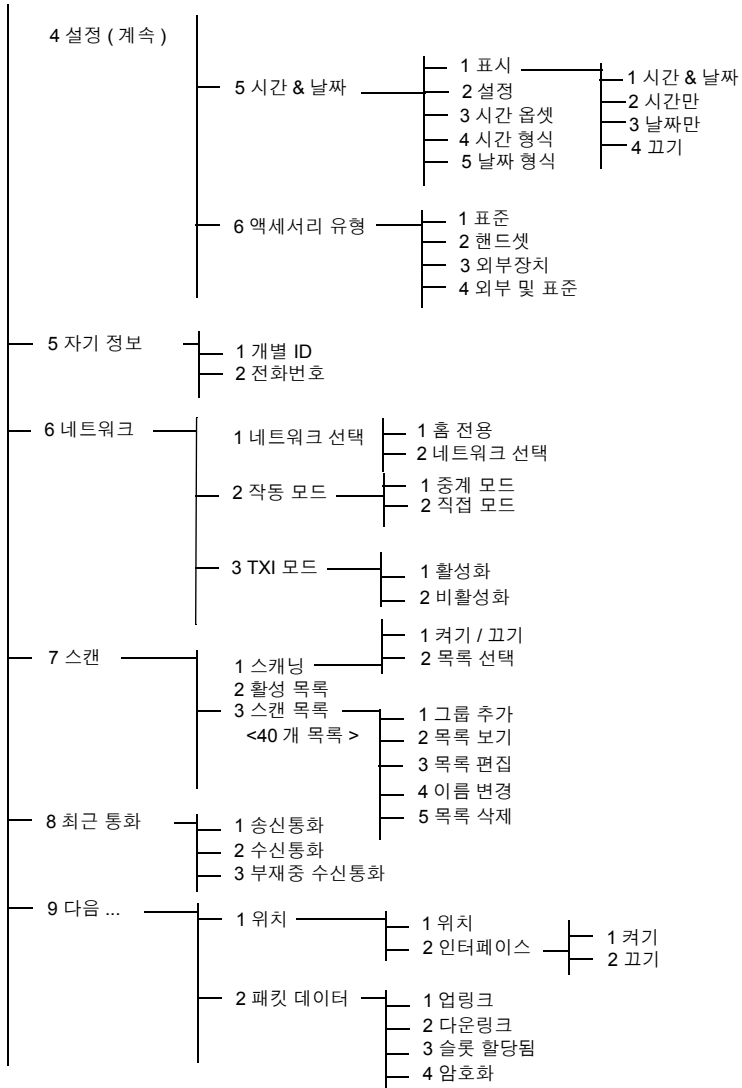 4 설정 ( 계속 )
5 시간 & 날짜
1 표시
2 설정
3 시간 옵셋
4 시간 형식
5 날짜 형식
1 시간 & 날짜
2 시간만
3 날짜만
4 끄기
6 액세서리 유형
1 표준
2 핸드셋
3 외부장치
4 외부 및 표준
5 자기 정보
1 개별 ID
2 전화번호
6 네트워크
1 네트워크 선택
1 홈 전용
2 네트워크 선택
2 작동 모드
1 중계 모드
2 직접 모드
3 TXI 모드
1 활성화
2 비활성화
7 스캔
1 스캐닝
1 켜기 / 끄기
2 목록 선택
2 활성 목록
3 스캔 목록
<40 개 목록 >
1 그룹 추가
2 목록 보기
3 목록 편집
4 이름 변경
5 목록 삭제
8 최근 통화
1 송신통화
2 수신통화
3 부재중 수신통화
9 다음 ...
1 위치
1 위치
2 인터페이스
1 켜기
2 끄기
2 패킷 데이터
1 업링크
2 다운링크
3 슬롯 할당됨
4 암호화